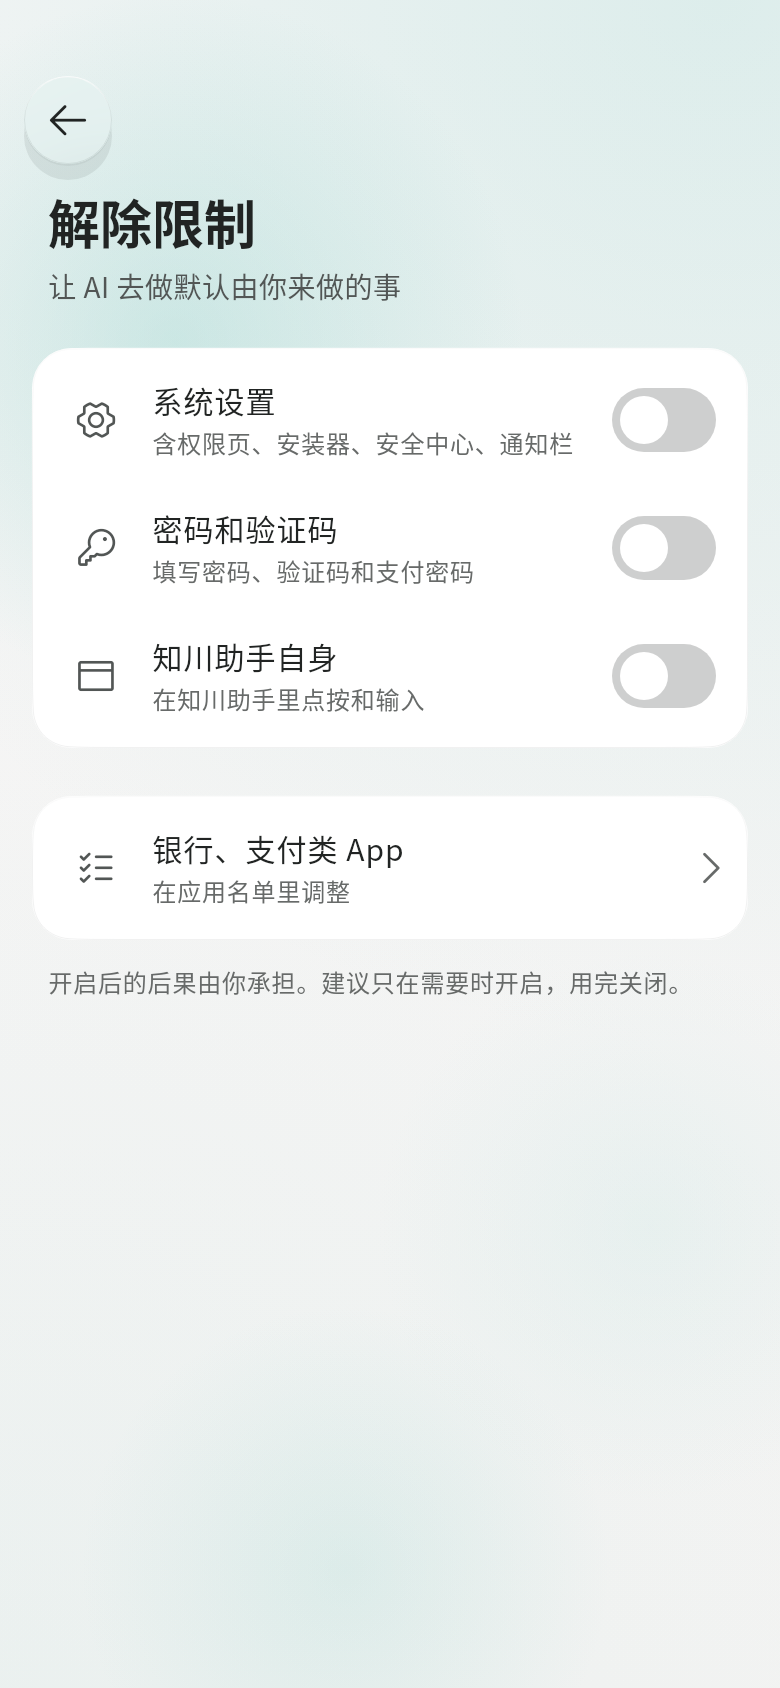 解除限制
让 AI 去做默认由你来做的事
系统设置
含权限页、安装器、安全中心、通知栏
密码和验证码
填写密码、验证码和支付密码
知川助手自身
在知川助手里点按和输入
银行、支付类 App
在应用名单里调整
开启后的后果由你承担。建议只在需要时开启，用完关闭。